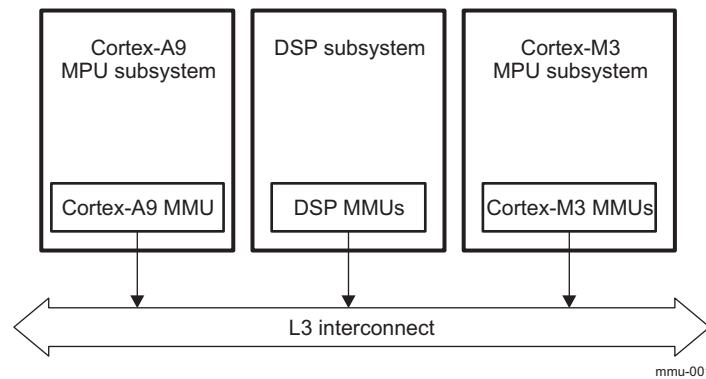 Cortex-A9
MPU subsystem
DSP subsystem
Cortex-M3
MPU subsystem
Cortex-A9 MMU
DSP MMUs
Cortex-M3 MMUs
L3 interconnect
mmu-001